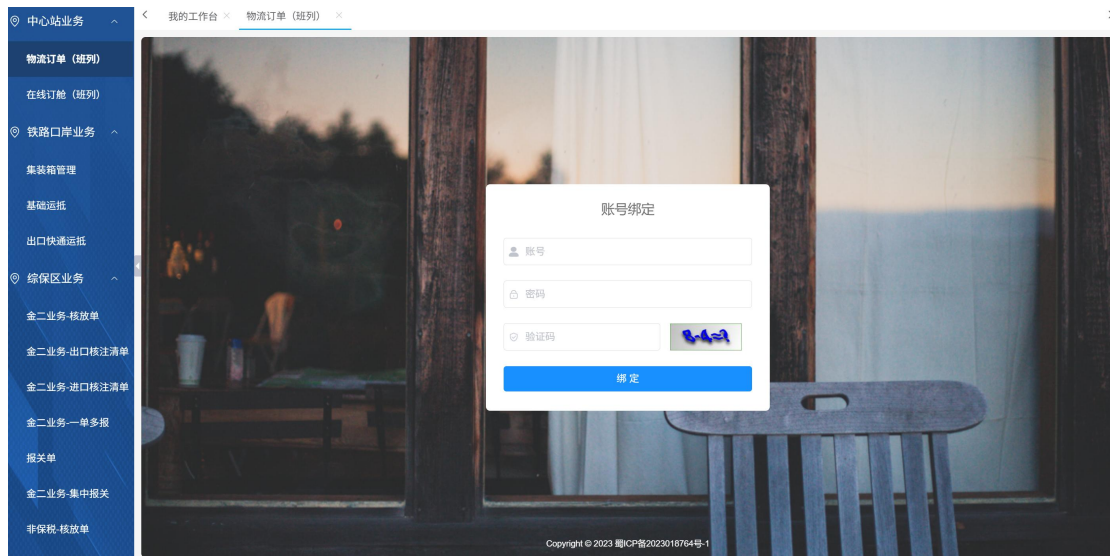 中心站业务
物流订单（班列）
在线订舱（班列）
铁路口岸业务
集装箱管理
基础运抵
出口快通运抵
综保区业务
金二业务-核放单
金二业务-出口核注清单
金二业务-进口核注清单
金二业务-一单多报
报关单
金二业务-集中报关
非保税-核放单
我的工作台
物流订单（班列）
账号绑定
账号
密码
验证码
绑 定
Copyright © 2023 蜀ICP备2023018764号-1